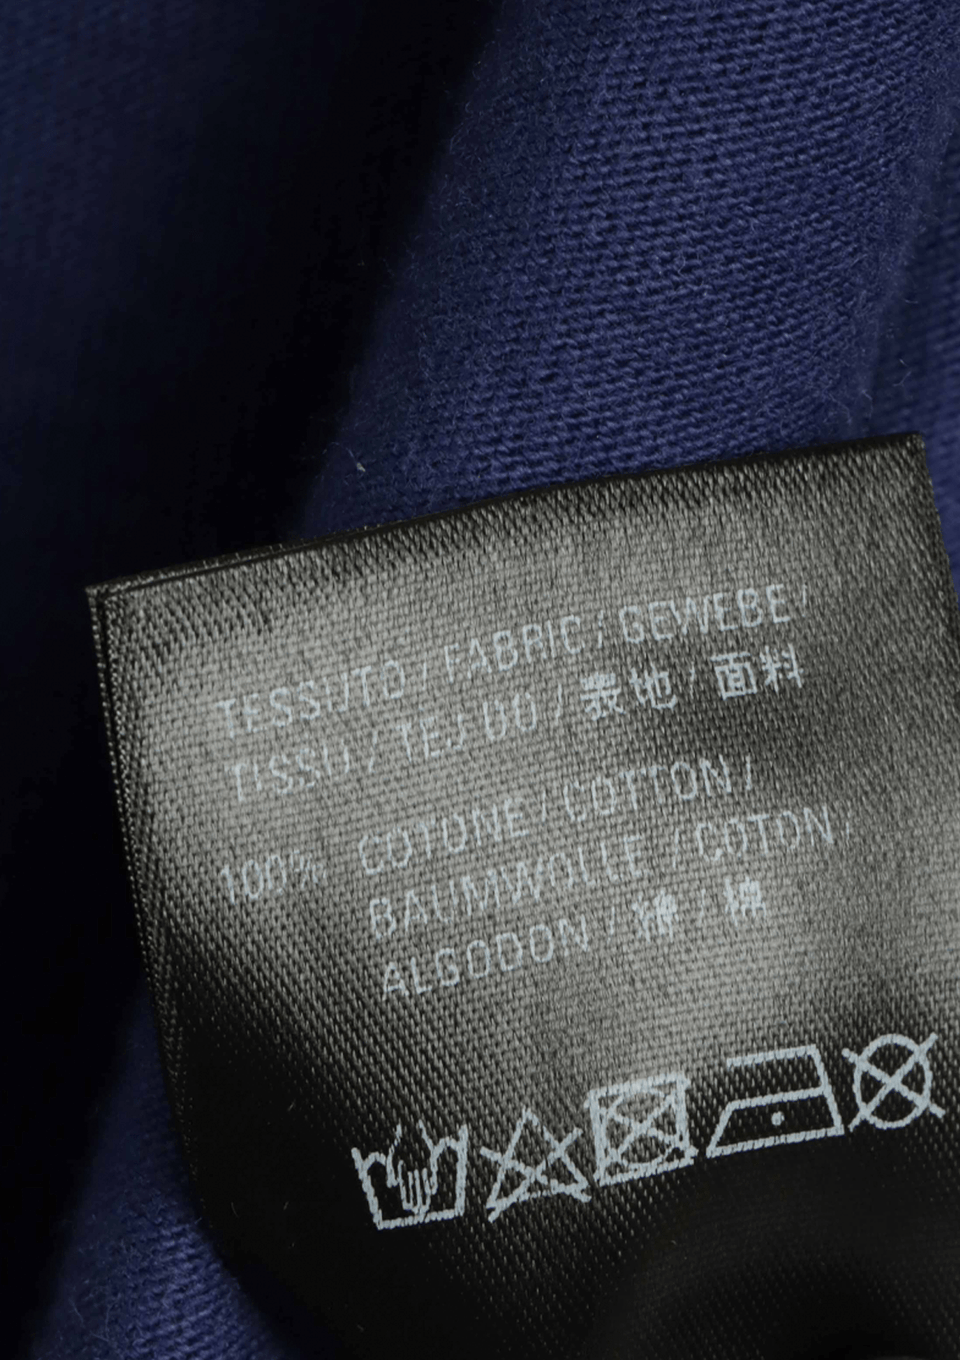 TESSUTO / FABRIC / GEWEBE /
TISSU / TEJIDO / 表地 / 面料
100% COTONE / COTTON /
BAUMWOLLE / COTON /
ALGODON / 綿 / 棉